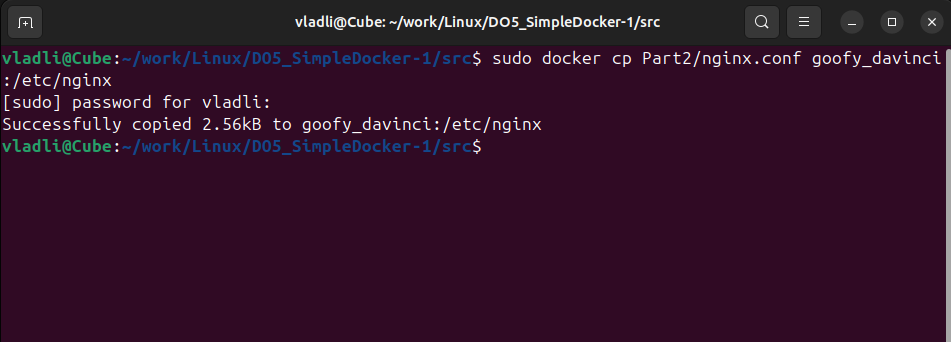 vladli@Cube: ~/work/Linux/DO5_SimpleDocker-1/src
vladli@Cube:~/work/Linux/DO5_SimpleDocker-1/src$ sudo docker cp Part2/nginx.conf goofy_davinci
:/etc/nginx
[sudo] password for vladli:
Successfully copied 2.56kB to goofy_davinci:/etc/nginx
vladli@Cube:~/work/Linux/DO5_SimpleDocker-1/src$